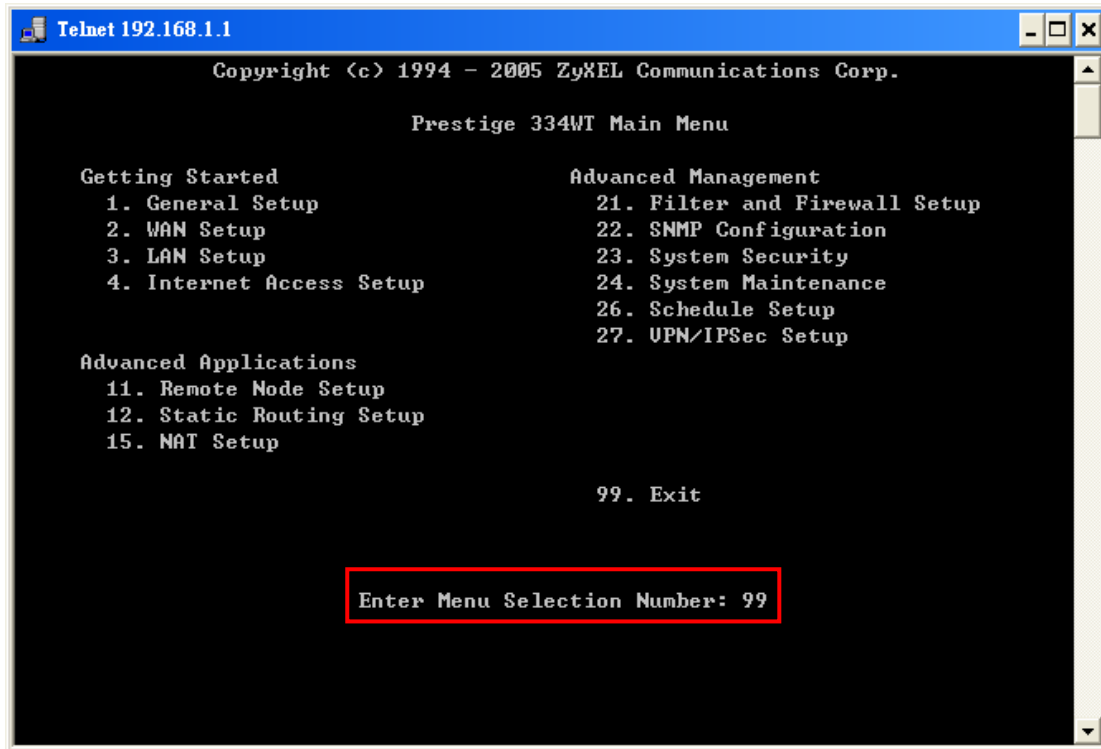 Telnet 192.168.1.1
Copyright (c) 1994 - 2005 ZyXEL Communications Corp.
Prestige 334WT Main Menu
Getting Started
1. General Setup
2. WAN Setup
3. LAN Setup
4. Internet Access Setup
Advanced Applications
11. Remote Node Setup
12. Static Routing Setup
15. NAT Setup
Advanced Management
21. Filter and Firewall Setup
22. SNMP Configuration
23. System Security
24. System Maintenance
26. Schedule Setup
27. VPN/IPSec Setup
99. Exit
Enter Menu Selection Number: 99